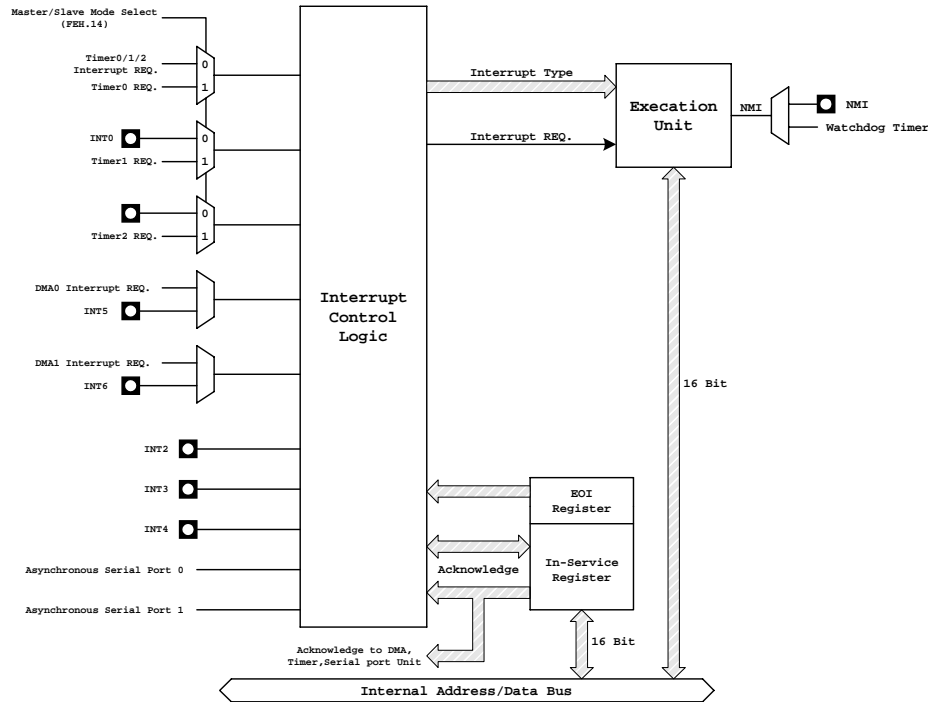 Master/Slave Mode Select
(FEH.14)
Timer0/1/2
Interrupt REQ.
0
Timer0 REQ.
1
INT0
0
Timer1 REQ.
1
0
Timer2 REQ.
1
DMA0 Interrupt REQ.
INT5
DMA1 Interrupt REQ.
INT6
INT2
INT3
INT4
Asynchronous Serial Port 0
Asynchronous Serial Port 1
Interrupt
Control
Logic
Interrupt Type
Interrupt REQ.
Execation
Unit
NMI
NMI
Watchdog Timer
16 Bit
EOI
Register
Acknowledge
In-Service
Register
Acknowledge to DMA,
Timer,Serial port Unit
16 Bit
Internal Address/Data Bus